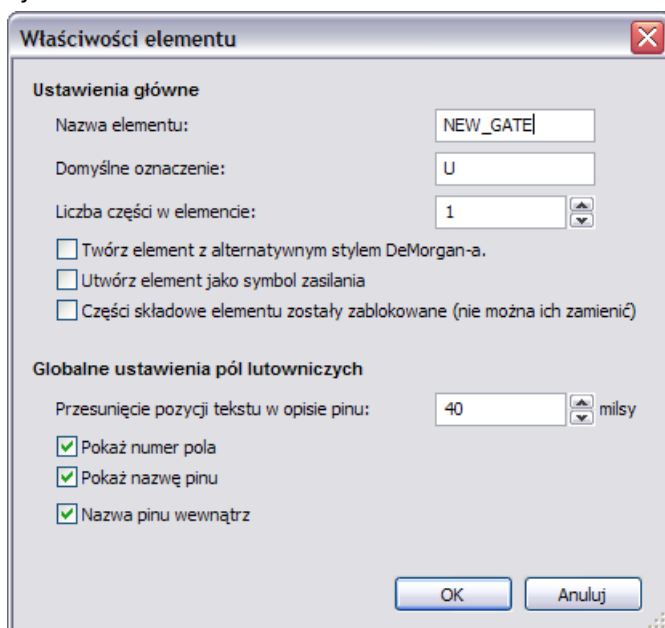 Właściwości elementu
Ustawienia główne
Nazwa elementu: NEW_GATE
Domyślne oznaczenie: U
Liczba części w elemencie: 1
Twórz element z alternatywnym stylem DeMorgan-a.
Utwórz element jako symbol zasilania
Części składowe elementu zostały zablokowane (nie można ich zamienić)
Globalne ustawienia pól lutowniczych
Przesunięcie pozycji tekstu w opisie pinu: 40 milsy
Pokaż numer pola
Pokaż nazwę pinu
Nazwa pinu wewnątrz
OK Anuluj